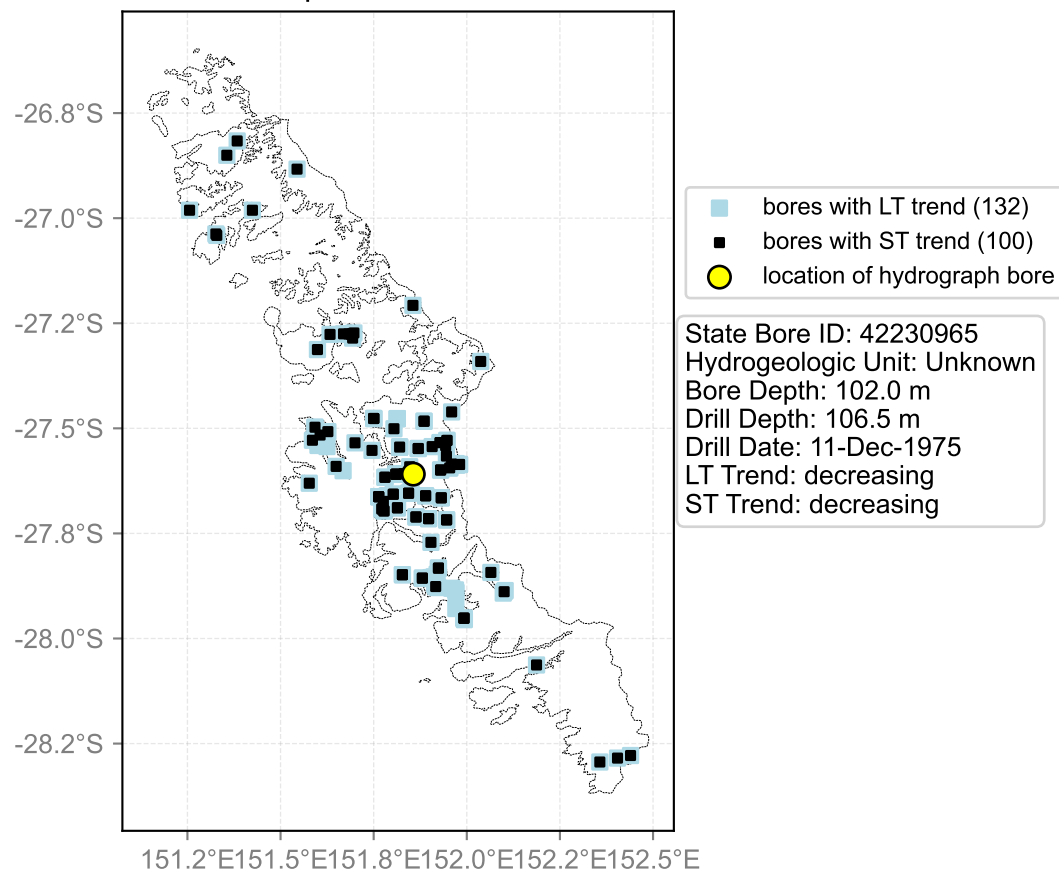 -26.8°S
-27.0°S
-27.2°S
-27.5°S
-27.8°S
-28.0°S
-28.2°S
151.2°E151.5°E151.8°E152.0°E152.2°E152.5°E
bores with LT trend (132)
bores with ST trend (100)
location of hydrograph bore
State Bore ID: 42230965
Hydrogeologic Unit: Unknown
Bore Depth: 102.0 m
Drill Depth: 106.5 m
Drill Date: 11-Dec-1975
LT Trend: decreasing
ST Trend: decreasing